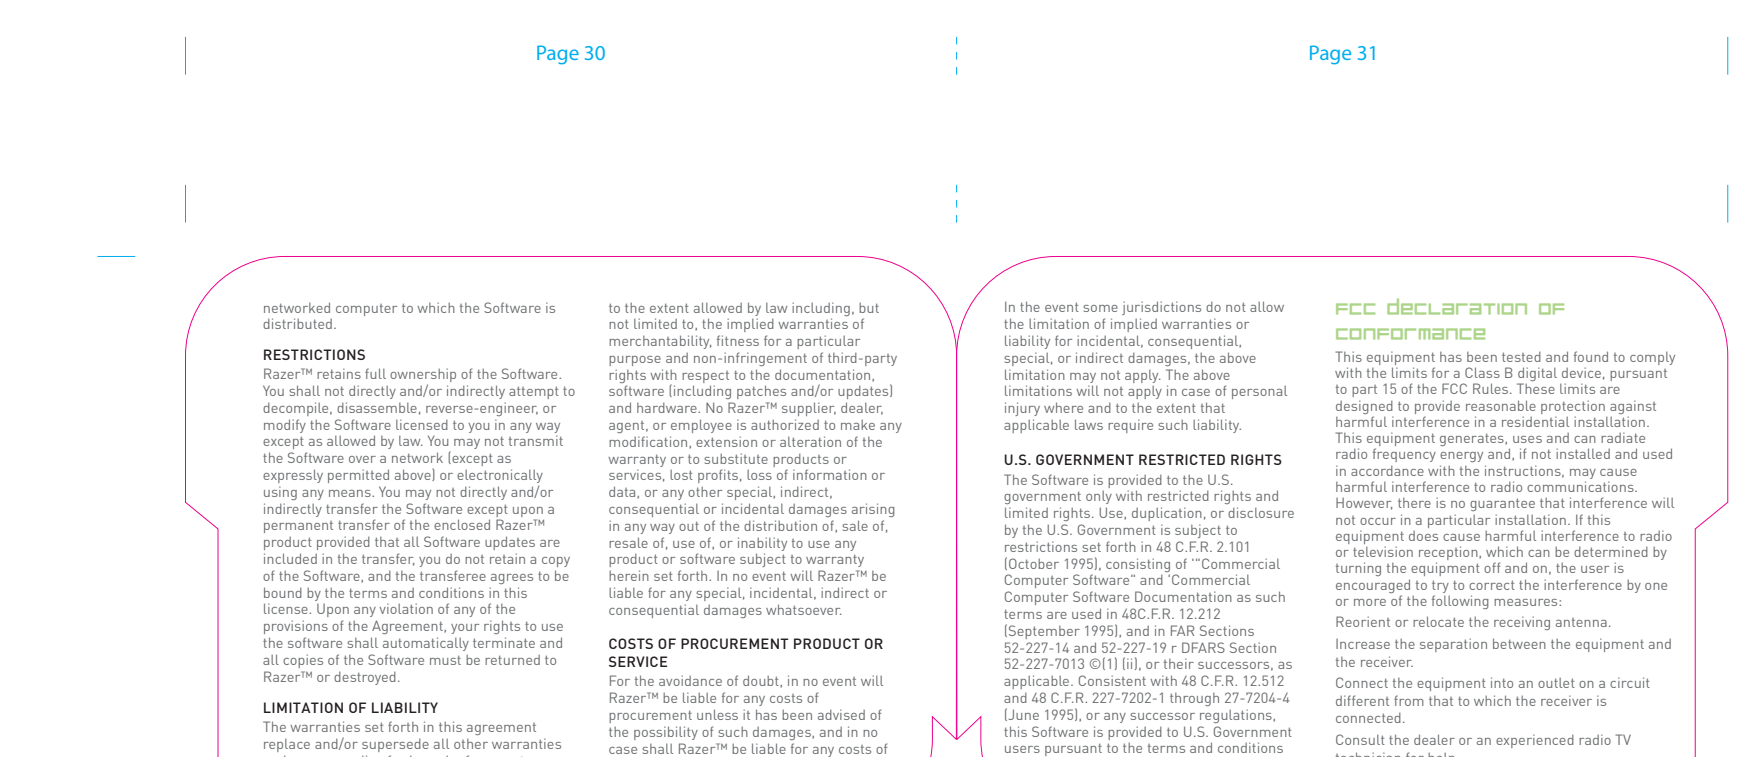 Page 30
Page 31
networked computer to which the Software is
distributed.
RESTRICTIONS
Razer™ retains full ownership of the Software.
You shall not directly and/or indirectly attempt to
decompile, disassemble, reverse-engineer, or
modify the Software licensed to you in any way
except as allowed by law. You may not transmit
the Software over a network (except as
expressly permitted above) or electronically
using any means. You may not directly and/or
indirectly transfer the Software except upon a
permanent transfer of the enclosed Razer™
product provided that all Software updates are
included in the transfer, you do not retain a copy
of the Software, and the transferee agrees to be
bound by the terms and conditions in this
license. Upon any violation of any of the
provisions of the Agreement, your rights to use
the software shall automatically terminate and
all copies of the Software must be returned to
Razer™ or destroyed.
LIMITATION OF LIABILITY
The warranties set forth in this agreement
replace and/or supersede all other warranties
to the extent allowed by law including, but
not limited to, the implied warranties of
merchantability, fitness for a particular
purpose and non-infringement of third-party
rights with respect to the documentation,
software (including patches and/or updates)
and hardware. No Razer™ supplier, dealer,
agent, or employee is authorized to make any
modification, extension or alteration of the
warranty or to substitute products or
services, lost profits, loss of information or
data, or any other special, indirect,
consequential or incidental damages arising
in any way out of the distribution of, sale of,
resale of, use of, or inability to use any
product or software subject to warranty
herein set forth. In no event will Razer™ be
liable for any special, incidental, indirect or
consequential damages whatsoever.
COSTS OF PROCUREMENT PRODUCT OR
SERVICE
For the avoidance of doubt, in no event will
Razer™ be liable for any costs of
procurement unless it has been advised of
the possibility of such damages, and in no
case shall Razer™ be liable for any costs of
In the event some jurisdictions do not allow
the limitation of implied warranties or
liability for incidental, consequential,
special, or indirect damages, the above
limitation may not apply. The above
limitations will not apply in case of personal
injury where and to the extent that
applicable laws require such liability.
U.S. GOVERNMENT RESTRICTED RIGHTS
The Software is provided to the U.S.
government only with restricted rights and
limited rights. Use, duplication, or disclosure
by the U.S. Government is subject to
restrictions set forth in 48 C.F.R. 2.101
(October 1995), consisting of '"Commercial
Computer Software" and 'Commercial
Computer Software Documentation as such
terms are used in 48C.F.R. 12.212
(September 1995), and in FAR Sections
52-227-14 and 52-227-19 r DFARS Section
52-227-7013 ©(1) (ii), or their successors, as
applicable. Consistent with 48 C.F.R. 12.512
and 48 C.F.R. 227-7202-1 through 27-7204-4
(June 1995), or any successor regulations,
this Software is provided to U.S. Government
users pursuant to the terms and conditions
FCC declaration of
conformance
This equipment has been tested and found to comply
with the limits for a Class B digital device, pursuant
to part 15 of the FCC Rules. These limits are
designed to provide reasonable protection against
harmful interference in a residential installation.
This equipment generates, uses and can radiate
radio frequency energy and, if not installed and used
in accordance with the instructions, may cause
harmful interference to radio communications.
However, there is no guarantee that interference will
not occur in a particular installation. If this
equipment does cause harmful interference to radio
or television reception, which can be determined by
turning the equipment off and on, the user is
encouraged to try to correct the interference by one
or more of the following measures:
Reorient or relocate the receiving antenna.
Increase the separation between the equipment and
the receiver.
Connect the equipment into an outlet on a circuit
different from that to which the receiver is
connected.
Consult the dealer or an experienced radio TV
technician for help